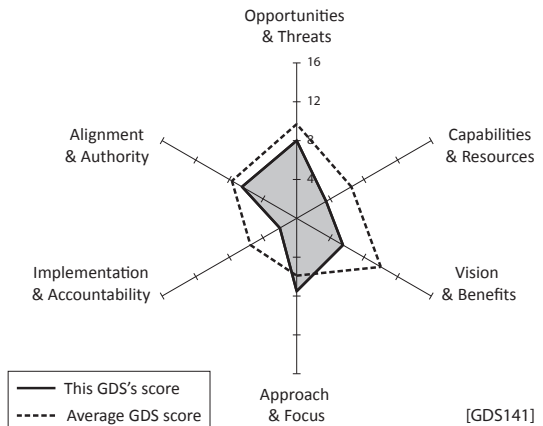 Opportunities
& Threats
16
12
8
4
Alignment
& Authority
Capabilities
& Resources
Implementation
& Accountability
Vision
& Benefits
Approach
& Focus
This GDS's score
Average GDS score
[GDS141]